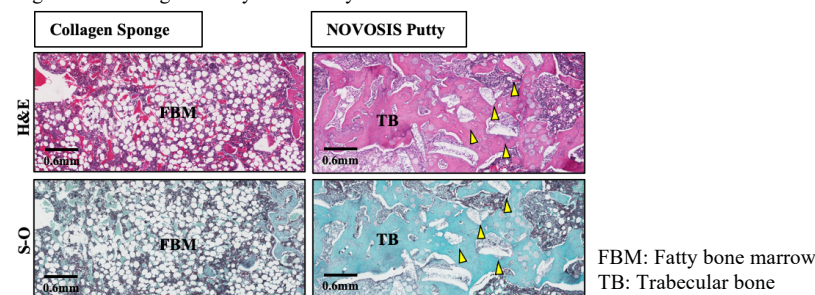 Collagen Sponge
NOVOSIS Putty
H&E
FBM
0.6mm
TB
0.6mm
S-O
FBM
0.6mm
TB
0.6mm
FBM: Fatty bone marrow
TB: Trabecular bone